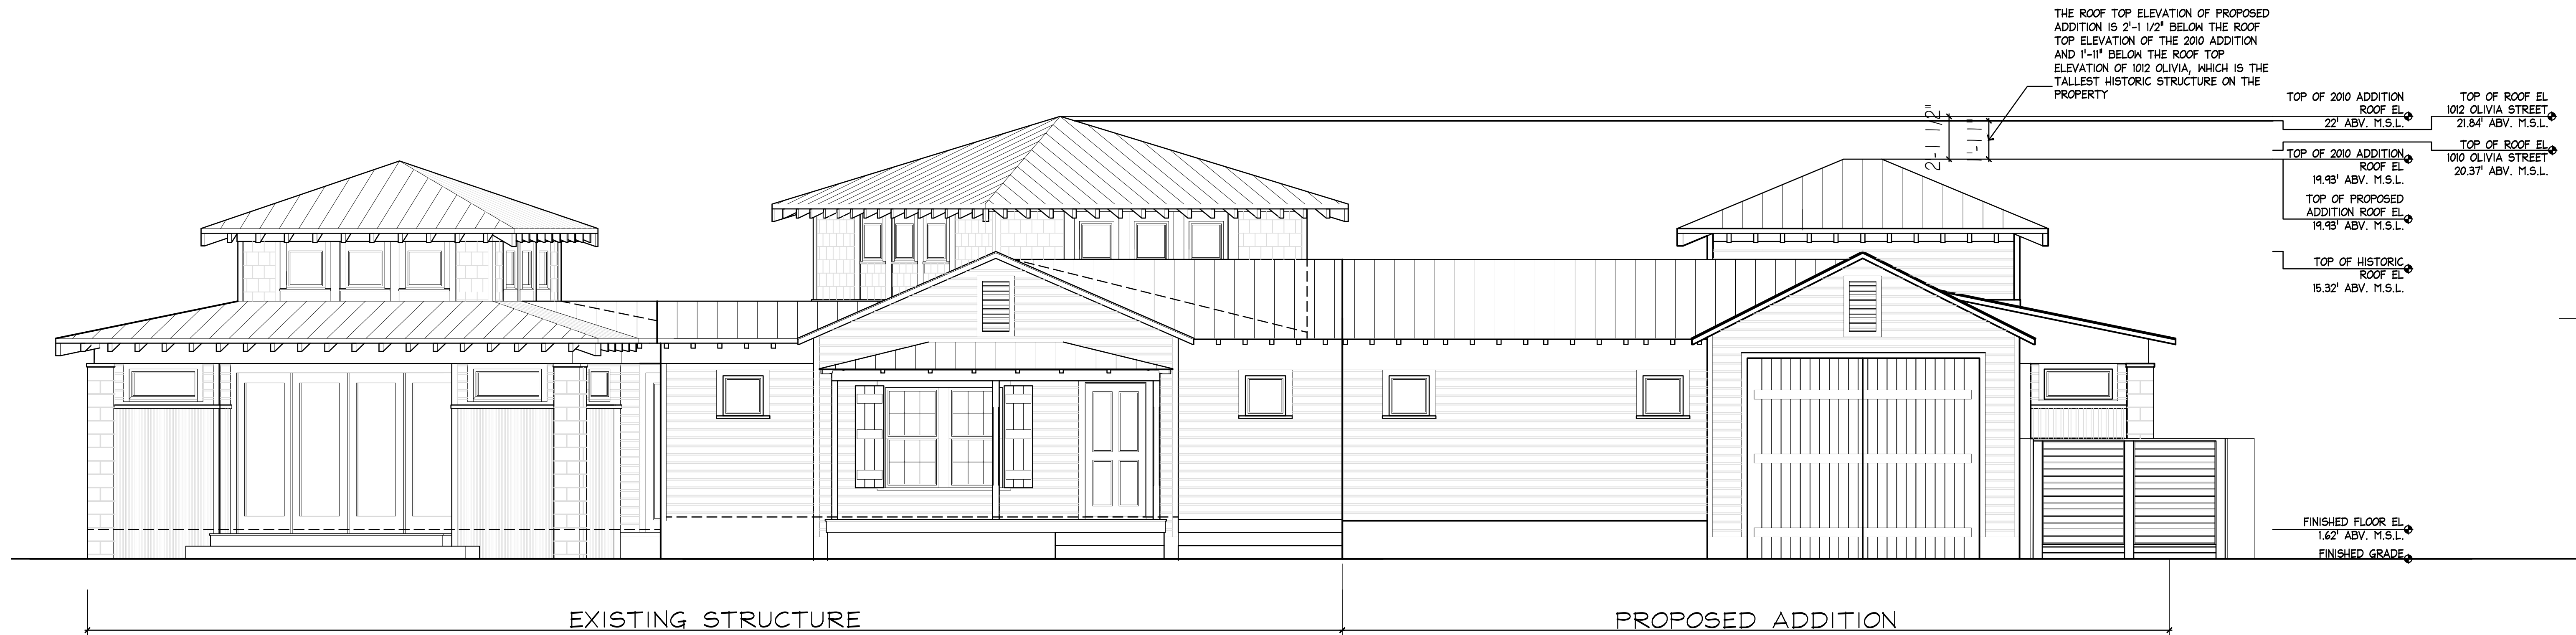 THE ROOF TOP ELEVATION OF PROPOSED
ADDITION IS 2'-1 1/2" BELOW THE ROOF
TOP ELEVATION OF THE 2010 ADDITION
AND 1'-11" BELOW THE ROOF TOP
ELEVATION OF 1012 OLIVIA, WHICH IS THE
TALLEST HISTORIC STRUCTURE ON THE
PROPERTY
2'-1 1/2"
1'-11"
TOP OF 2010 ADDITION
ROOF EL
22' ABV. M.S.L.
TOP OF ROOF EL
1012 OLIVIA STREET
21.84' ABV. M.S.L.
TOP OF 2010 ADDITION
ROOF EL
19.93' ABV. M.S.L.
TOP OF ROOF EL
1010 OLIVIA STREET
20.37' ABV. M.S.L.
TOP OF PROPOSED
ADDITION ROOF EL
19.93' ABV. M.S.L.
TOP OF HISTORIC
ROOF EL
15.32' ABV. M.S.L.
FINISHED FLOOR EL
1.62' ABV. M.S.L.
FINISHED GRADE
EXISTING STRUCTURE
PROPOSED ADDITION